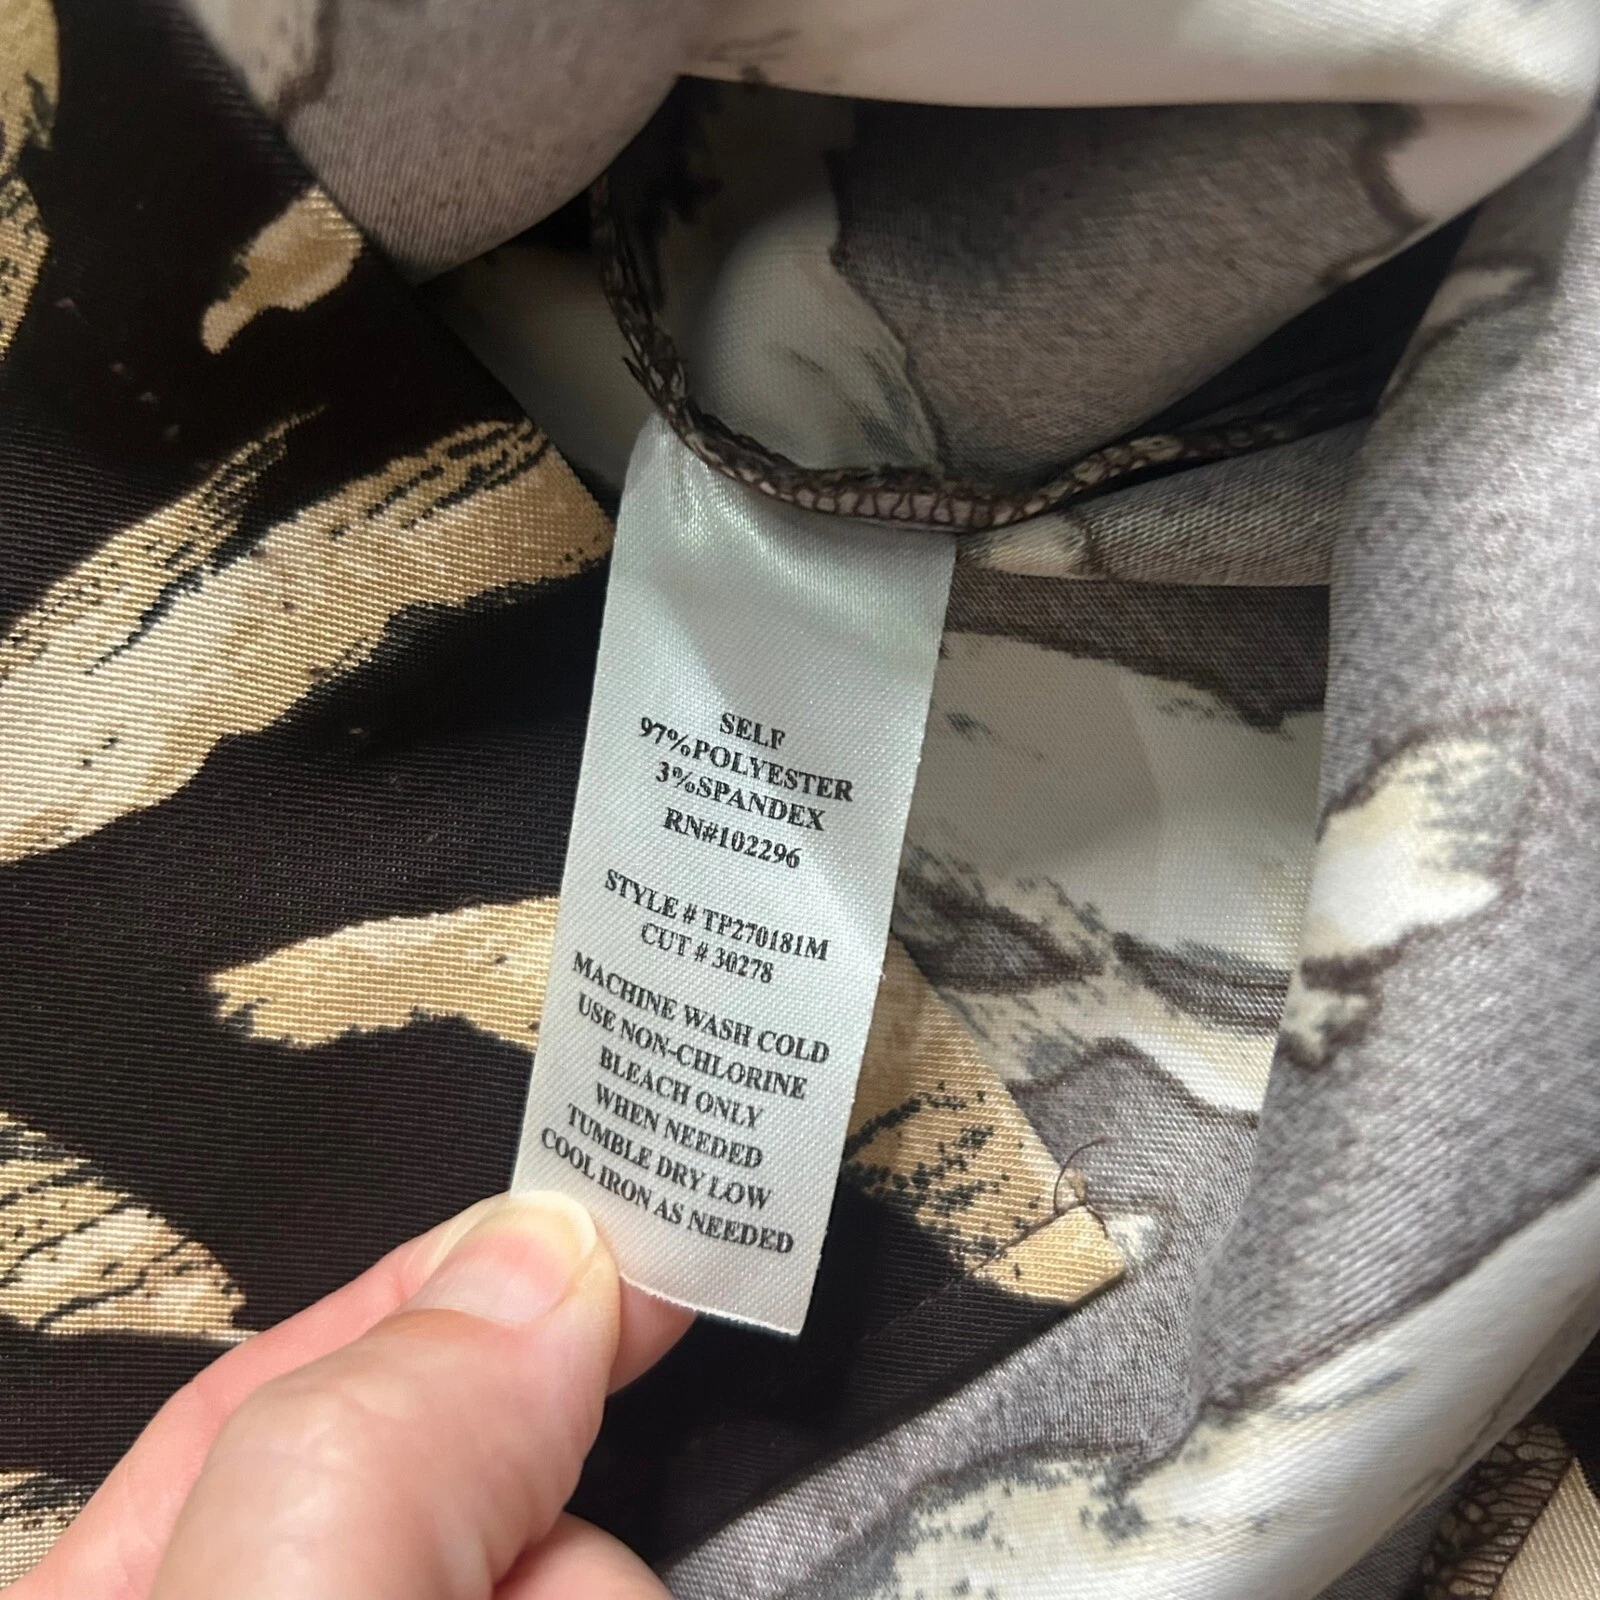 SELF
97%POLYESTER
3%SPANDEX
RN#102296
STYLE # TP270181M
CUT # 30278
MACHINE WASH COLD
USE NON-CHLORINE
BLEACH ONLY
WHEN NEEDED
TUMBLE DRY LOW
COOL IRON AS NEEDED